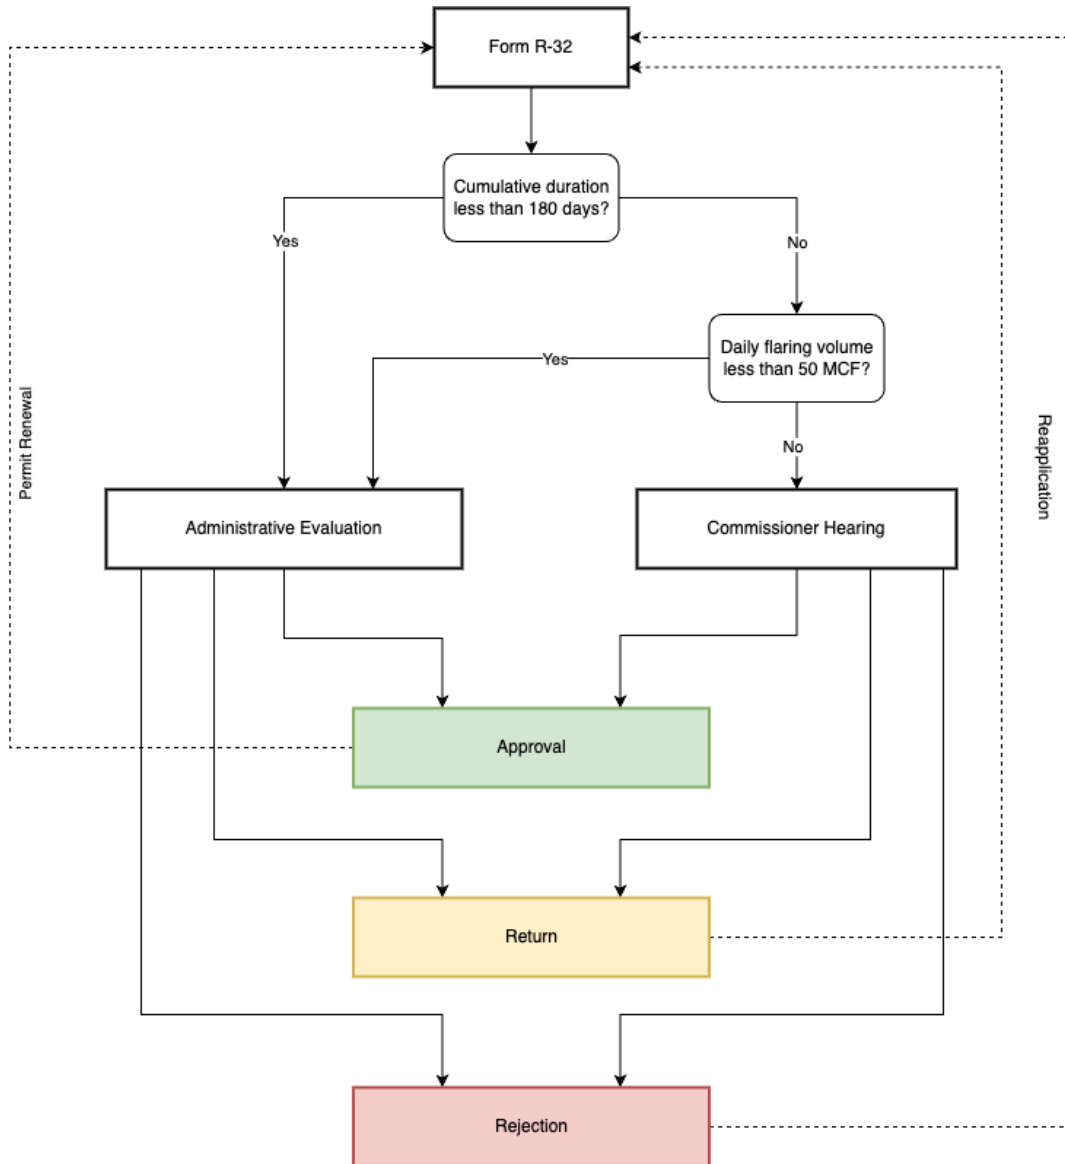 Form R-32
Cumulative duration
less than 180 days?
Yes
No
Daily flaring volume
less than 50 MCF?
Yes
No
Permit Renewal
Reapplication
Administrative Evaluation
Commissioner Hearing
Approval
Return
Rejection